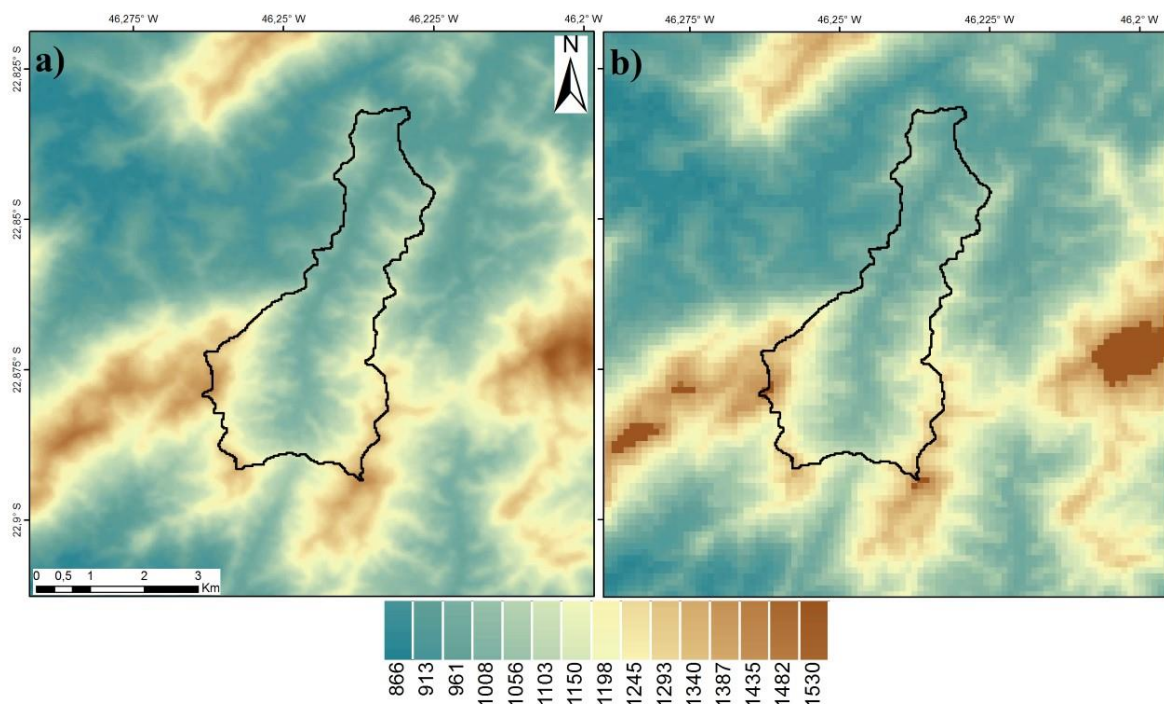 46,275° W 46,25° W 46,225° W 46,2° W 46,275° W 46,25° W 46,225° W 46,2° W
a) N b)
22,825° S
22,85° S
22,875° S
22,9° S
0 0,5 1 2 3
Km
866 913 961 1008 1056 1103 1150 1198 1245 1293 1340 1387 1435 1482 1530